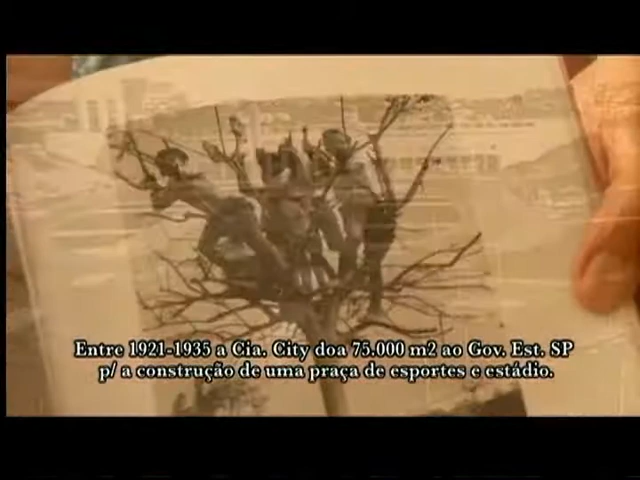 Entre 1921-1935 a Cia. City doa 75.000 m2 ao Gov. Est. SP
p/ a construção de uma praça de esportes e estádio.